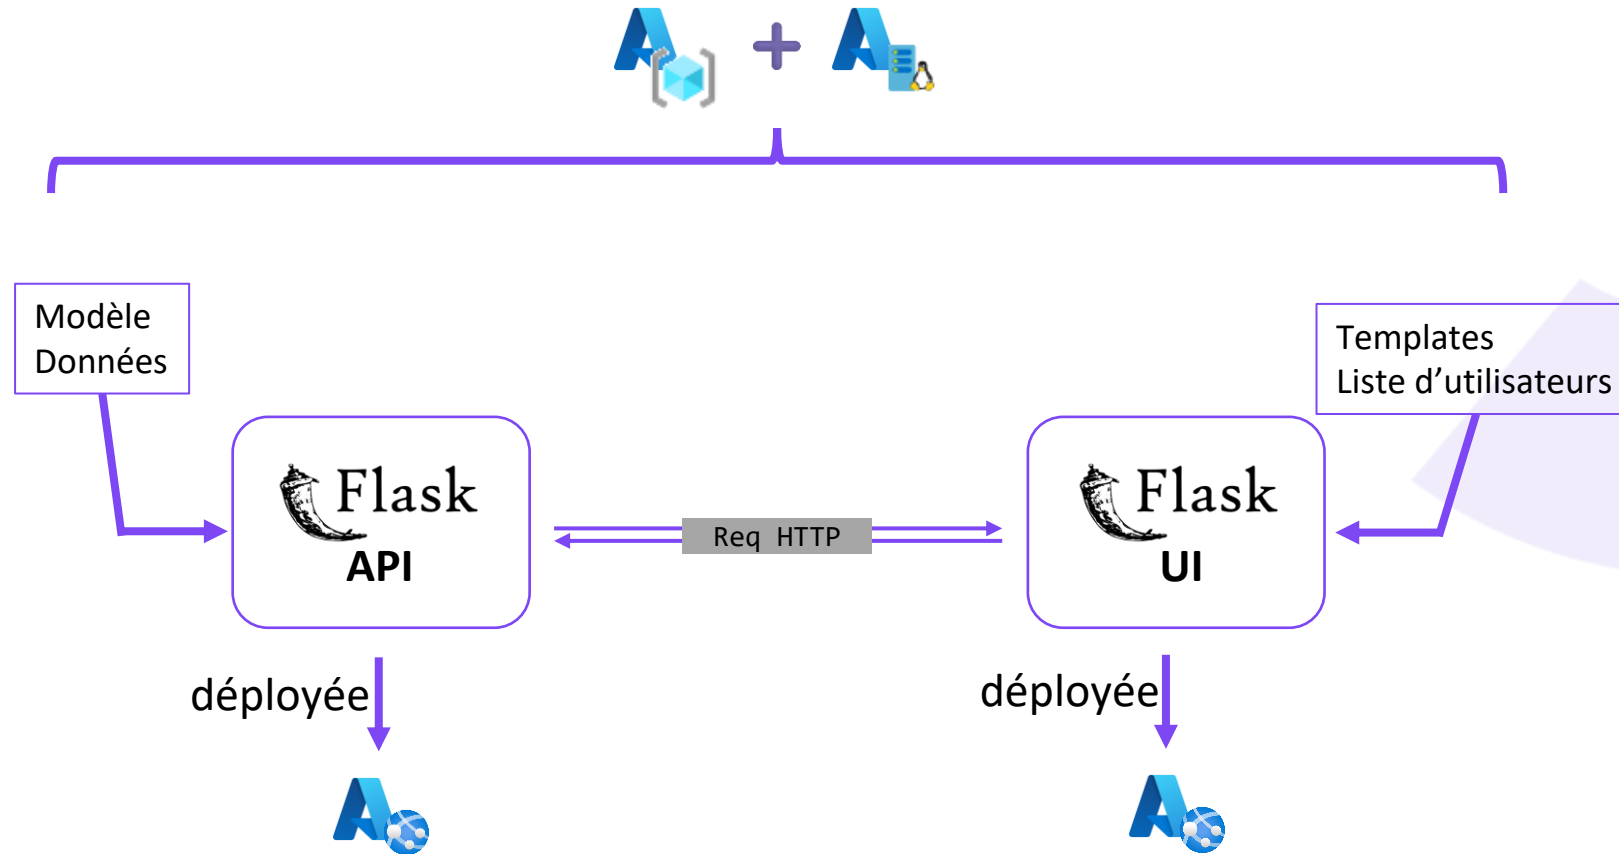 Modèle
Données
Templates
Liste d’utilisateurs
Flask
API
Req HTTP
Flask
UI
déployée
déployée